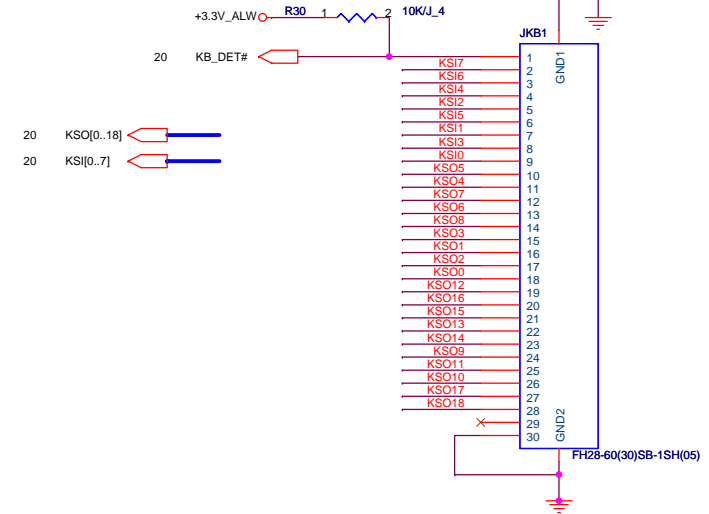 +3.3V_ALW R30 1 2 10K/J_4
JKB1
20 KB_DET# 1 GND1
KSI7 2
KSI6 3
KSI4 4
KSI2 5
KSI5 6
20 KSO[0..18] KSI1 7
KSI3 8
20 KSI[0..7] KSI0 9
KSO5 10
KSO4 11
KSO7 12
KSO6 13
KSO8 14
KSO3 15
KSO1 16
KSO2 17
KSO0 18
KSO12 19
KSO16 20
KSO15 21
KSO13 22
KSO14 23
KSO9 24
KSO11 25
KSO10 26
KSO17 27
KSO18 28
29 GND2
30
FH28-60(30)SB-1SH(05)